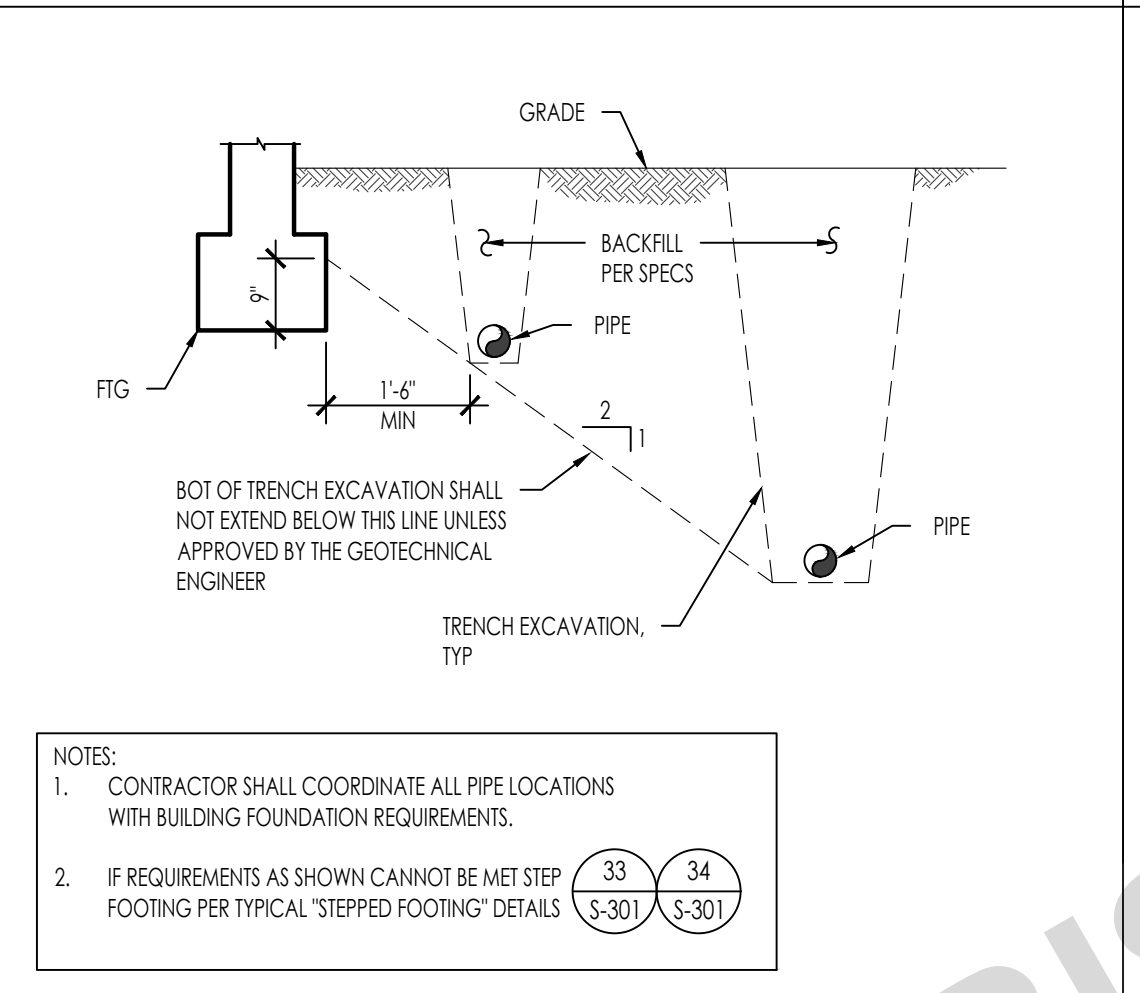 GRADE
BACKFILL
PER SPECS
9"
PIPE
FTG
1'-6"
MIN
2
1
BOT OF TRENCH EXCAVATION SHALL
NOT EXTEND BELOW THIS LINE UNLESS
APPROVED BY THE GEOTECHNICAL
ENGINEER
PIPE
TRENCH EXCAVATION,
TYP
NOTES:
1. CONTRACTOR SHALL COORDINATE ALL PIPE LOCATIONS
WITH BUILDING FOUNDATION REQUIREMENTS.
2. IF REQUIREMENTS AS SHOWN CANNOT BE MET STEP
FOOTING PER TYPICAL "STEPPED FOOTING" DETAILS
33
S-301
34
S-301